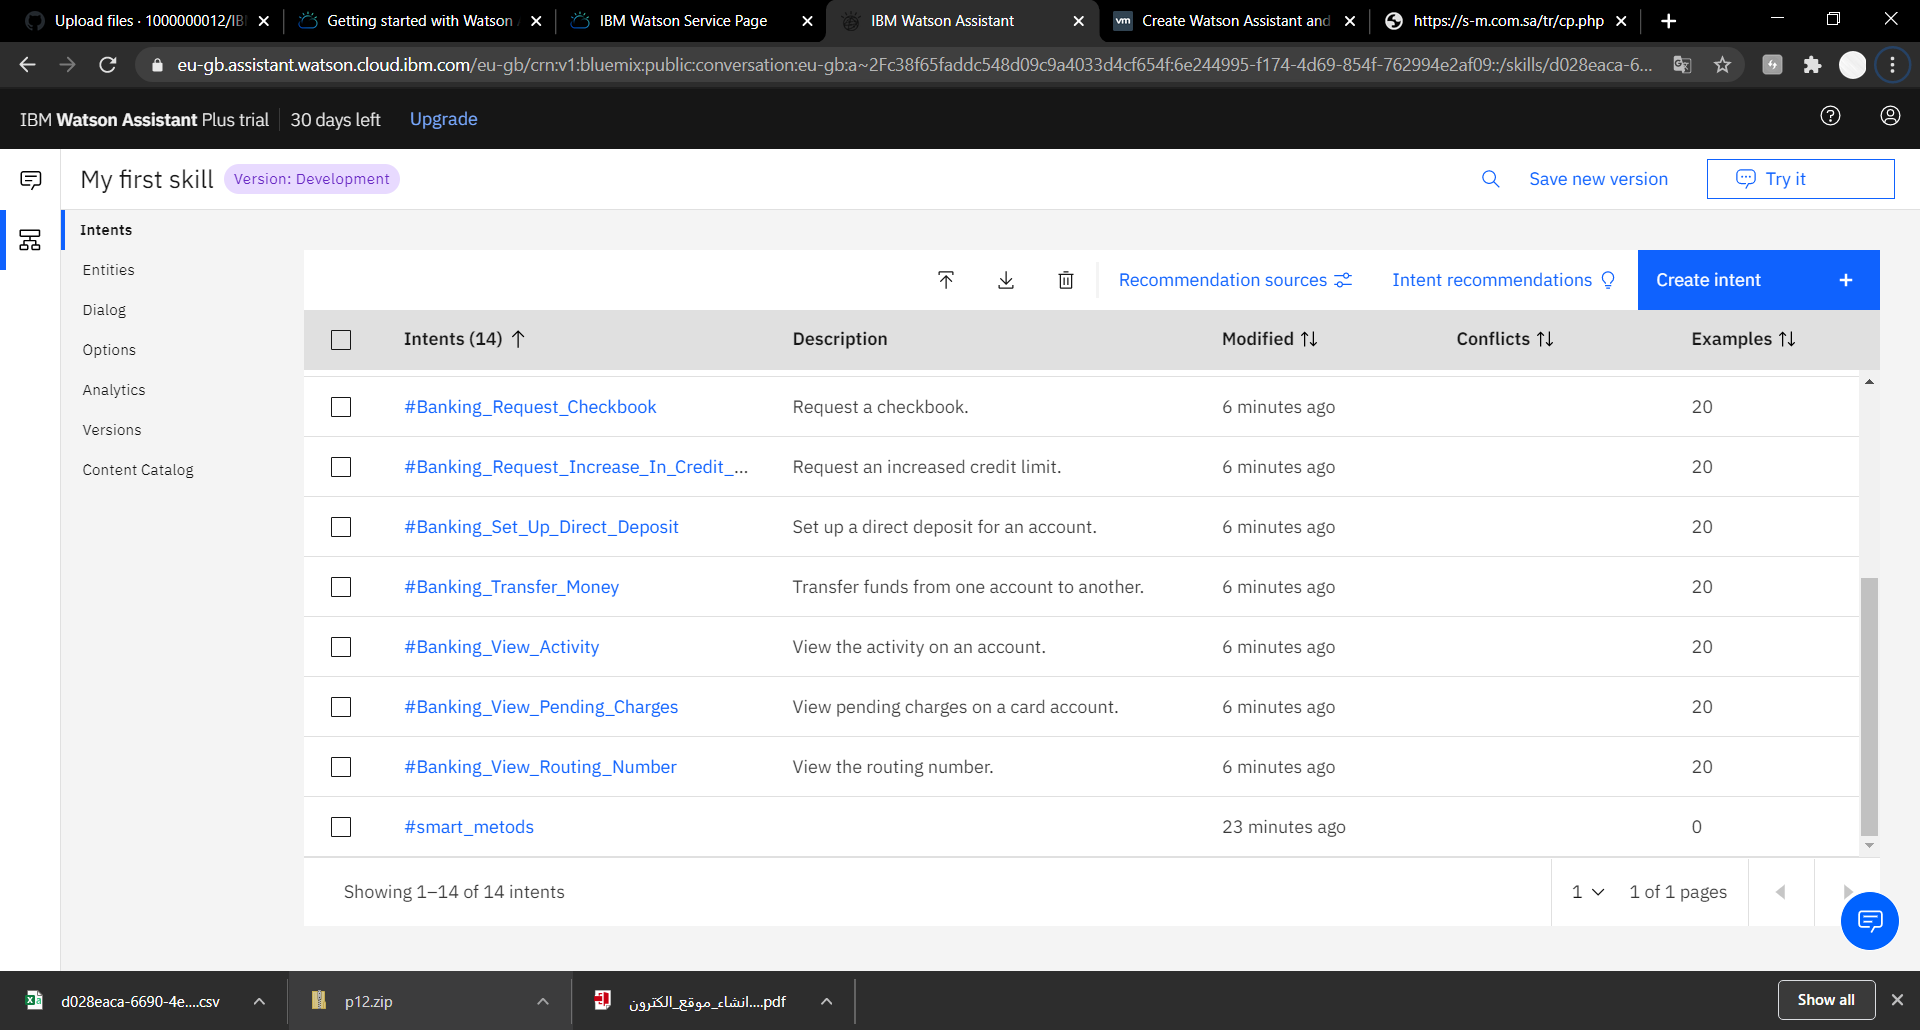 Upload files · 1000000012/IB
Getting started with Watson
IBM Watson Service Page
IBM Watson Assistant
Create Watson Assistant and
https://s-m.com.sa/tr/cp.php
eu-gb.assistant.watson.cloud.ibm.com/eu-gb/crn:v1:bluemix:public:conversation:eu-gb:a~2Fc38f65faddc548d09c9a4033d4cf654f:6e244995-f174-4d69-854f-762994e2af09::/skills/d028eaca-6...
IBM Watson Assistant Plus trial
30 days left
Upgrade
My first skill
Version: Development
Save new version
Try it
Intents
Entities
Dialog
Options
Analytics
Versions
Content Catalog
Recommendation sources
Intent recommendations
Create intent +
Intents (14) Description Modified Conflicts Examples
#Banking_Request_Checkbook Request a checkbook. 6 minutes ago 20
#Banking_Request_Increase_In_Credit_... Request an increased credit limit. 6 minutes ago 20
#Banking_Set_Up_Direct_Deposit Set up a direct deposit for an account. 6 minutes ago 20
#Banking_Transfer_Money Transfer funds from one account to another. 6 minutes ago 20
#Banking_View_Activity View the activity on an account. 6 minutes ago 20
#Banking_View_Pending_Charges View pending charges on a card account. 6 minutes ago 20
#Banking_View_Routing_Number View the routing number. 6 minutes ago 20
#smart_metods 23 minutes ago 0
Showing 1–14 of 14 intents
1
1 of 1 pages
d028eaca-6690-4e....csv
p12.zip
انشاء_موقع_الكترون....pdf
Show all